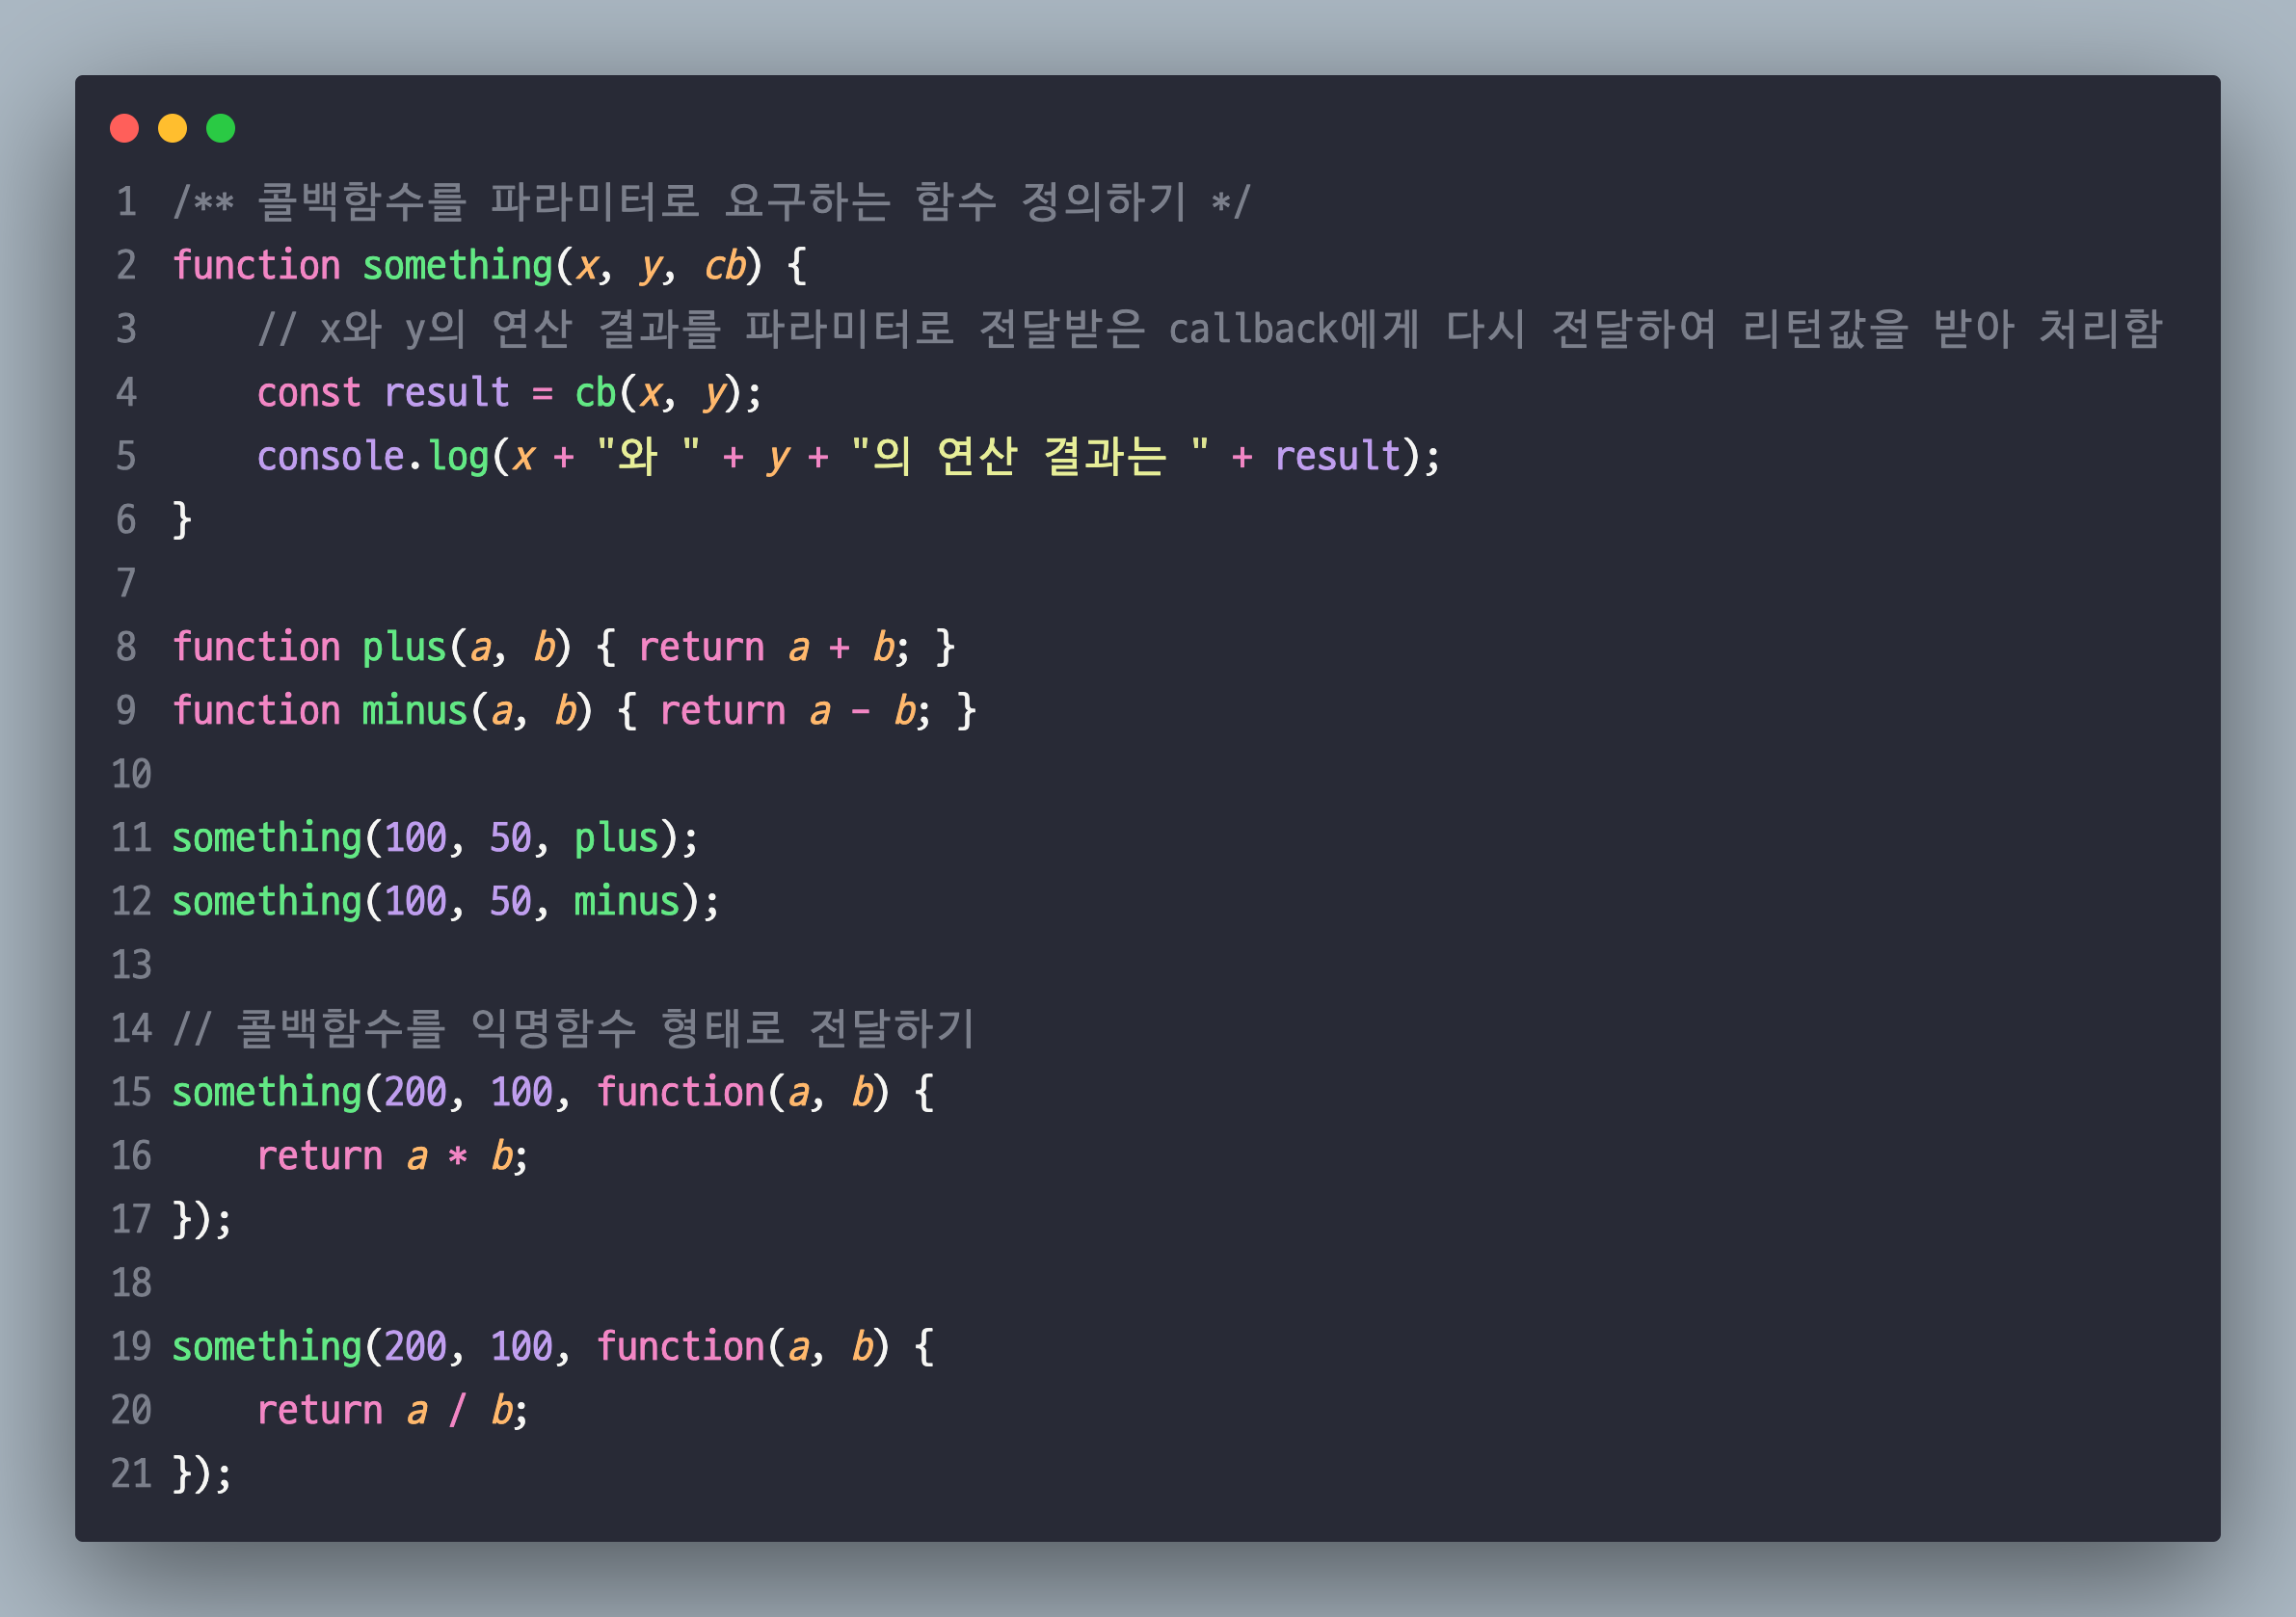 1 /** 콜백함수를 파라미터로 요구하는 함수 정의하기 */
2 function something(x, y, cb) {
3     // x와 y의 연산 결과를 파라미터로 전달받은 callback에게 다시 전달하여 리턴값을 받아 처리함
4     const result = cb(x, y);
5     console.log(x + "와 " + y + "의 연산 결과는 " + result);
6 }
7
8 function plus(a, b) { return a + b; }
9 function minus(a, b) { return a - b; }
10
11 something(100, 50, plus);
12 something(100, 50, minus);
13
14 // 콜백함수를 익명함수 형태로 전달하기
15 something(200, 100, function(a, b) {
16     return a * b;
17 });
18
19 something(200, 100, function(a, b) {
20     return a / b;
21 });